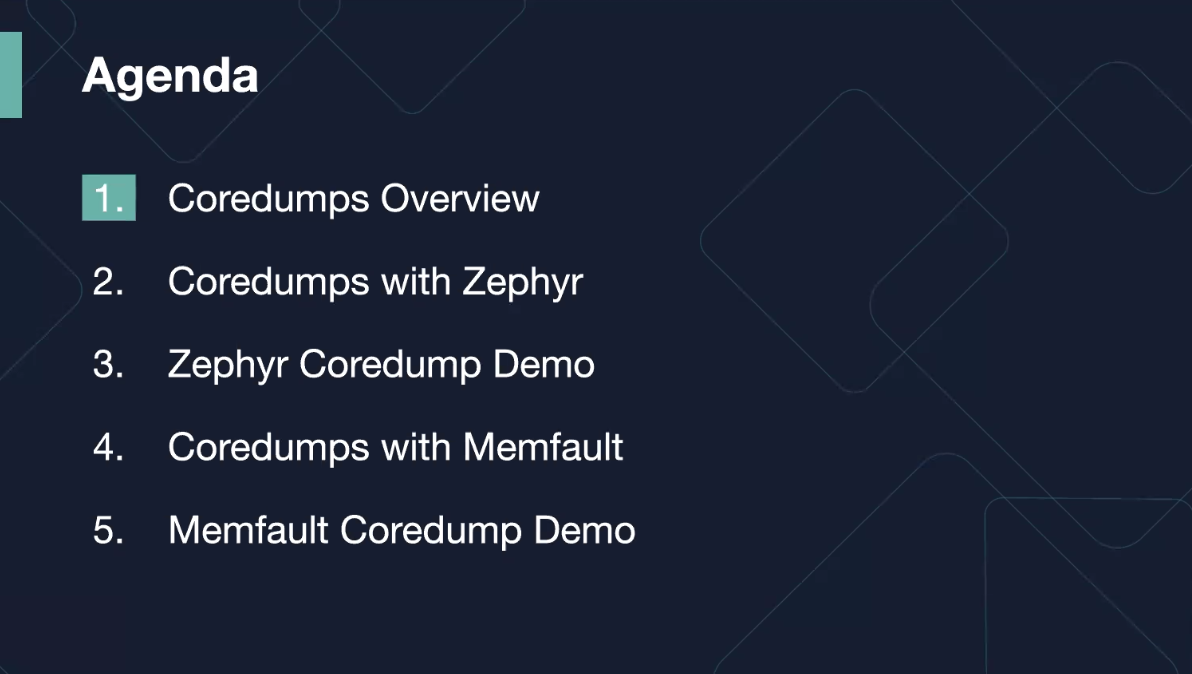 Agenda
1. Coredumps Overview
2. Coredumps with Zephyr
3. Zephyr Coredump Demo
4. Coredumps with Memfault
5. Memfault Coredump Demo